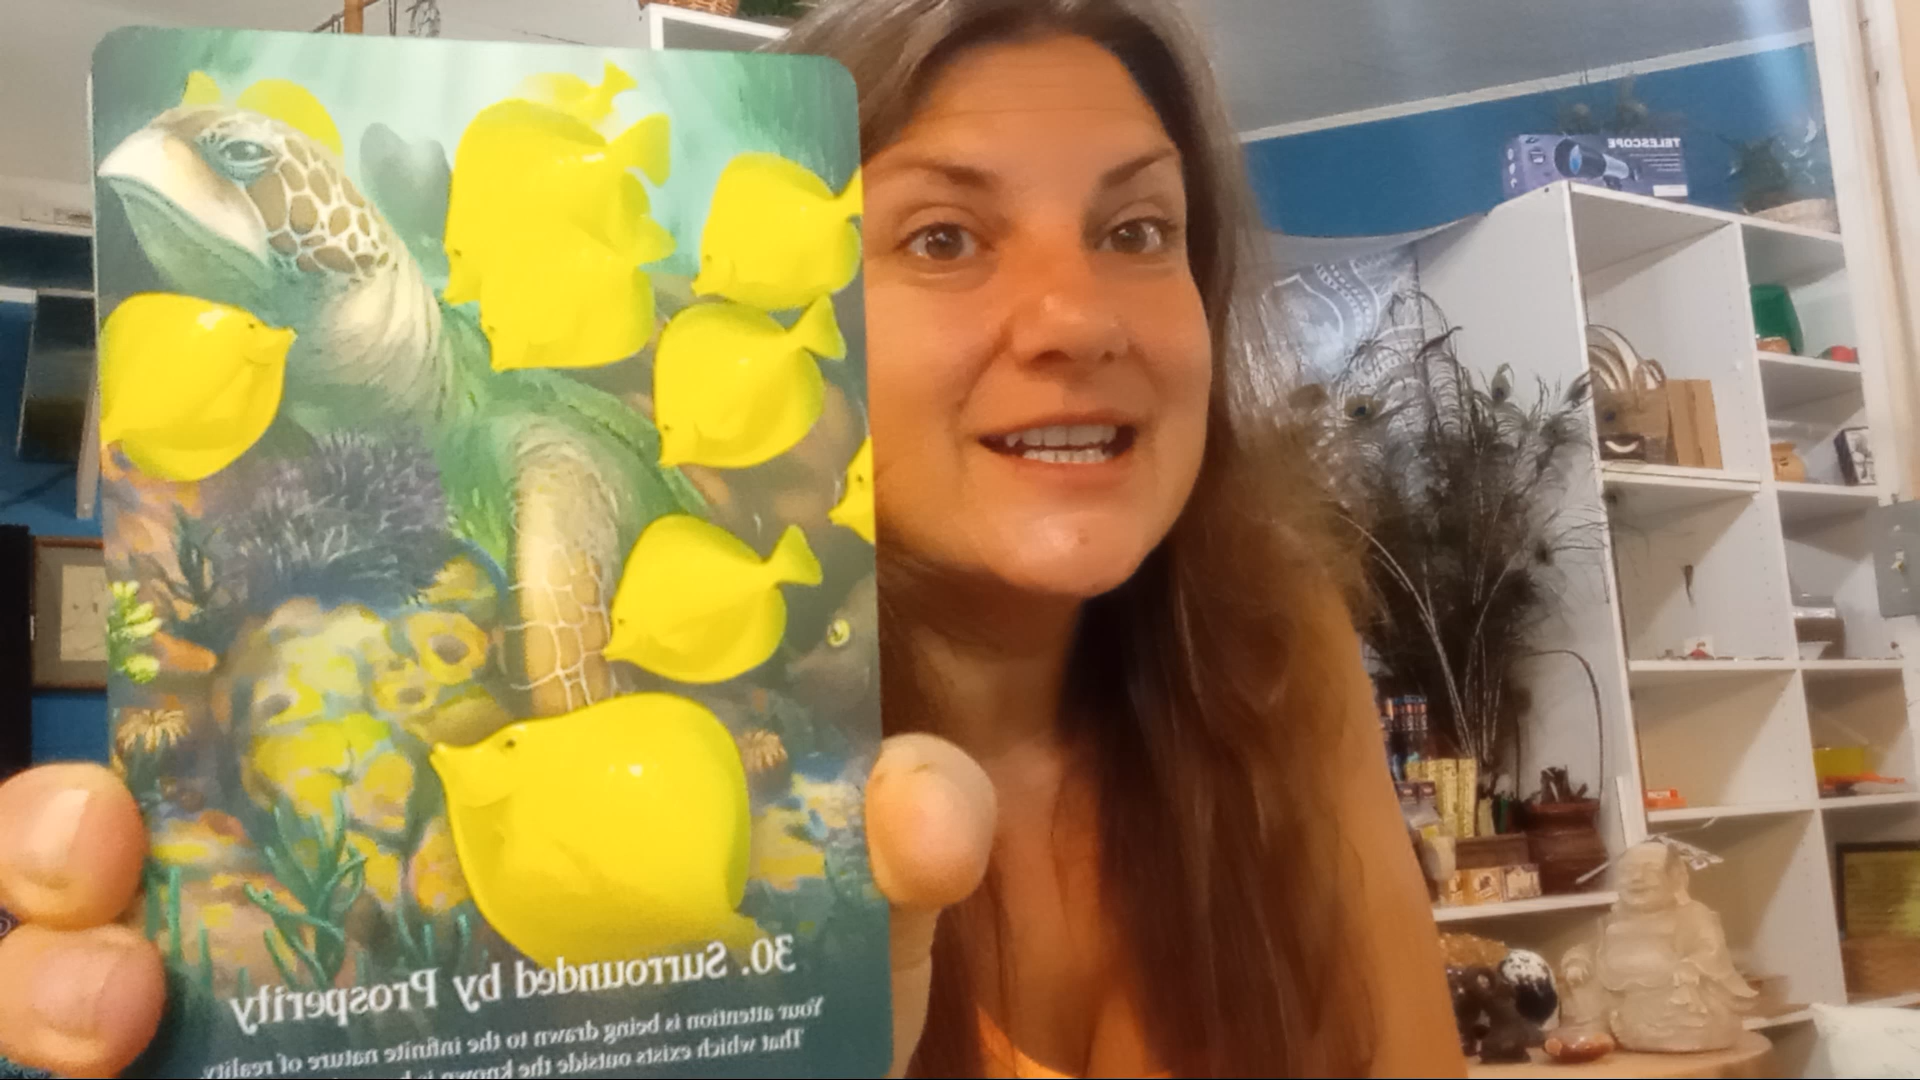 TELESCOPE
30. Surrounded by Prosperity
Your attention is being drawn to the infinite nature of reality.
That which exists outside the known is